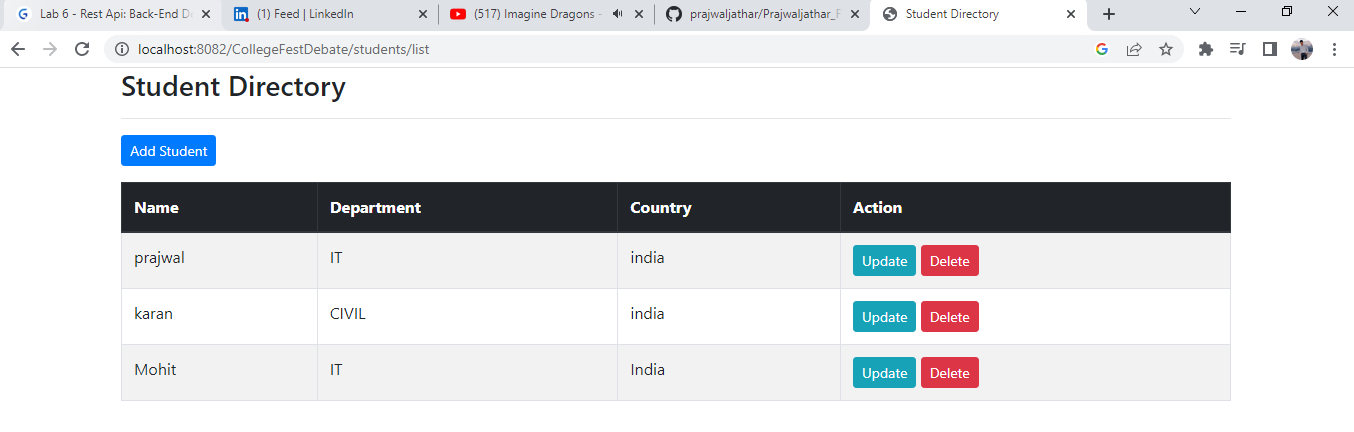 Lab 6 - Rest Api: Back-End D
(1) Feed | LinkedIn
(517) Imagine Dragons -
prajwaljathar/Prajwaljathar_F
Student Directory
localhost:8082/CollegeFestDebate/students/list
Student Directory
Add Student
Name Department Country Action
prajwal IT india Update Delete
karan CIVIL india Update Delete
Mohit IT India Update Delete